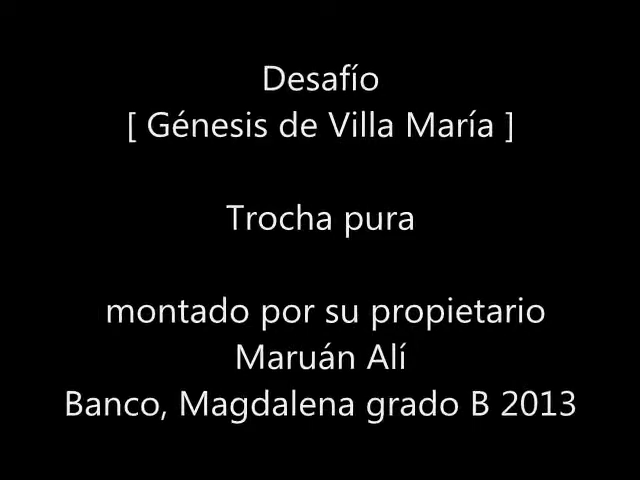 Desafío
[ Génesis de Villa María ]
Trocha pura
montado por su propietario
Maruán Alí
Banco, Magdalena grado B 2013